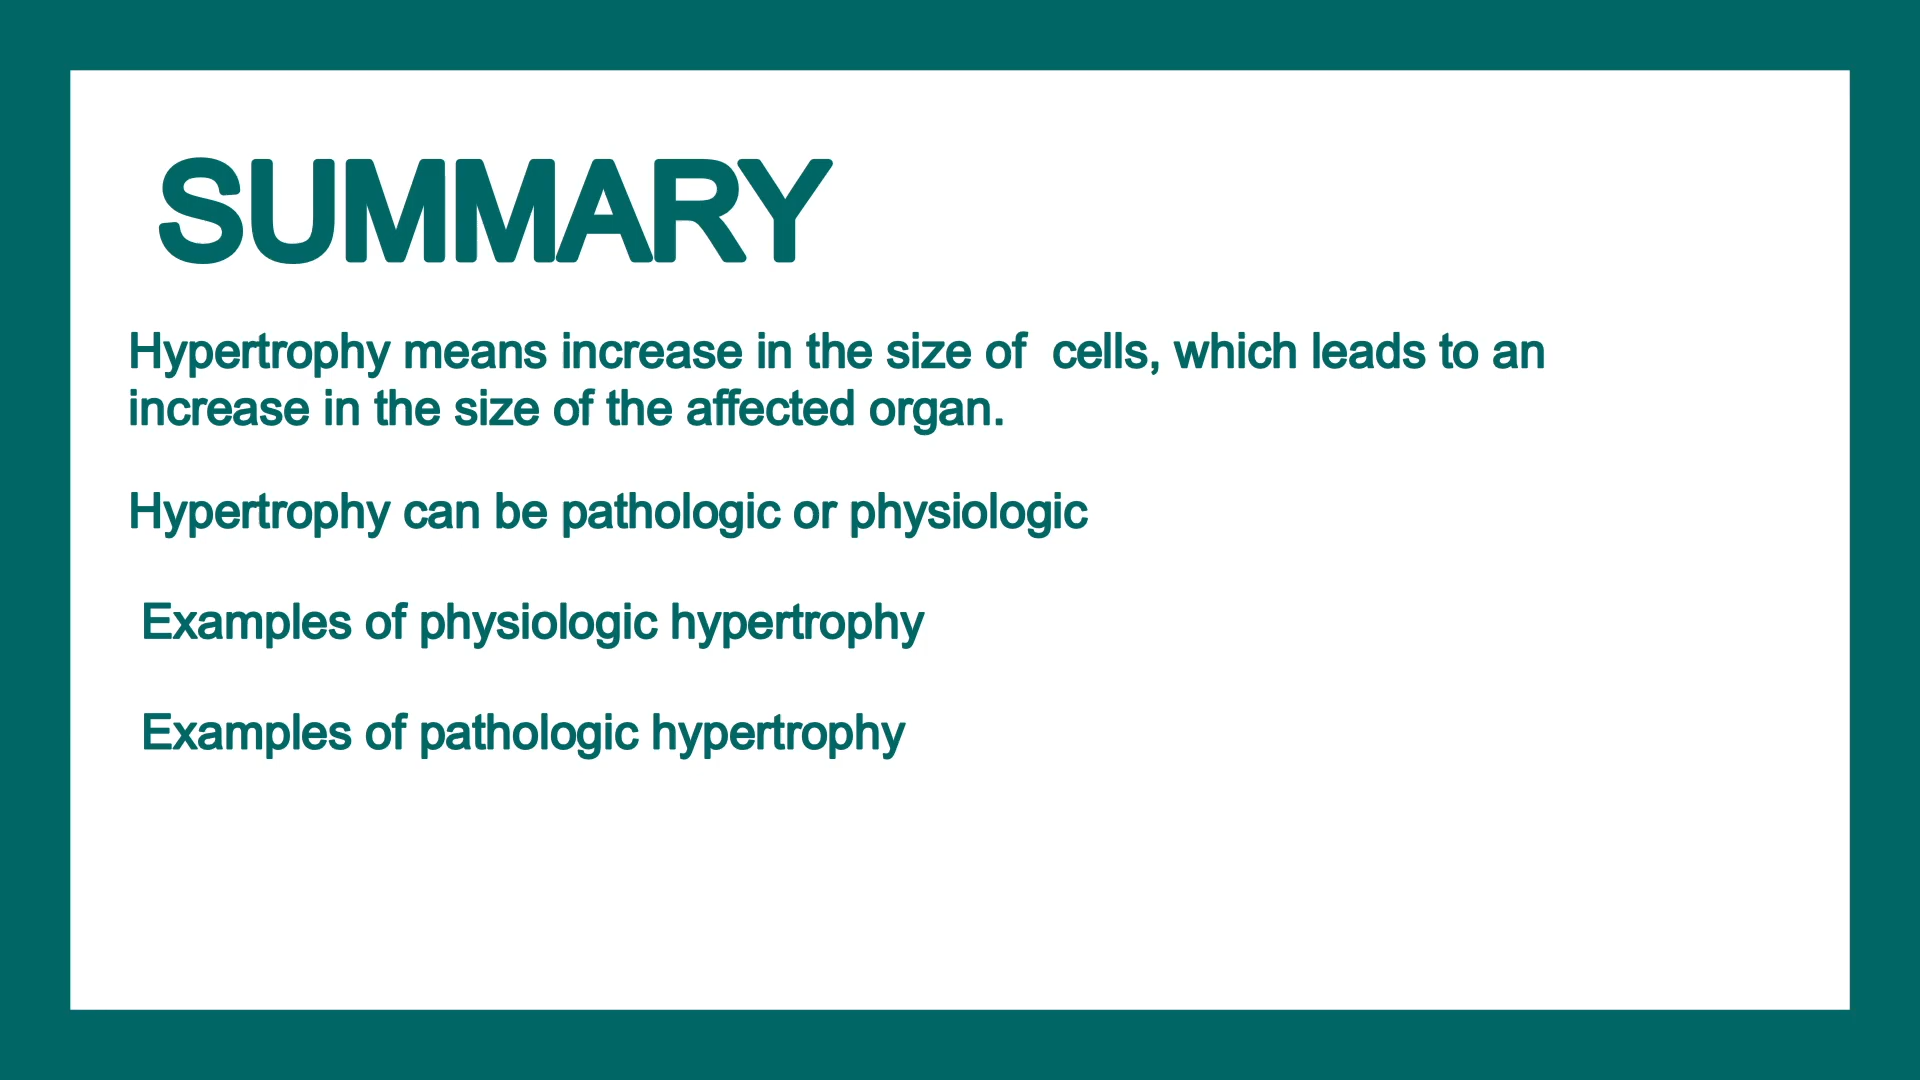 SUMMARY
Hypertrophy means increase in the size of  cells, which leads to an
increase in the size of the affected organ.
Hypertrophy can be pathologic or physiologic
Examples of physiologic hypertrophy
Examples of pathologic hypertrophy